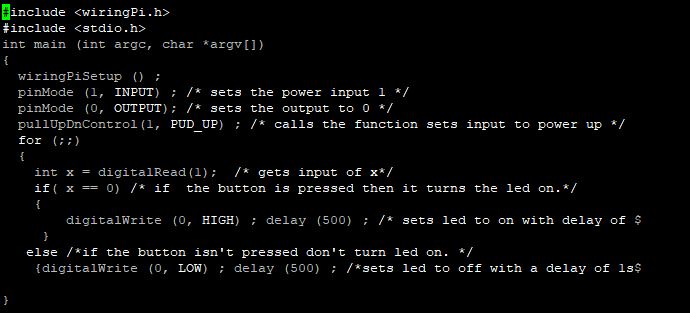 #include <wiringPi.h>
#include <stdio.h>
int main (int argc, char *argv[])
{
  wiringPiSetup () ;
  pinMode (1, INPUT) ; /* sets the power input 1 */
  pinMode (0, OUTPUT); /* sets the output to 0 */
  pullUpDnControl(1, PUD_UP) ; /* calls the function sets input to power up */
  for (;;)
  {
    int x = digitalRead(1);  /* gets input of x*/
    if( x == 0) /* if  the button is pressed then it turns the led on.*/
    {
        digitalWrite (0, HIGH) ; delay (500) ; /* sets led to on with delay of $
     }
   else /*if the button isn't pressed don't turn led on. */
    {digitalWrite (0, LOW) ; delay (500) ; /*sets led to off with a delay of 1s$
}